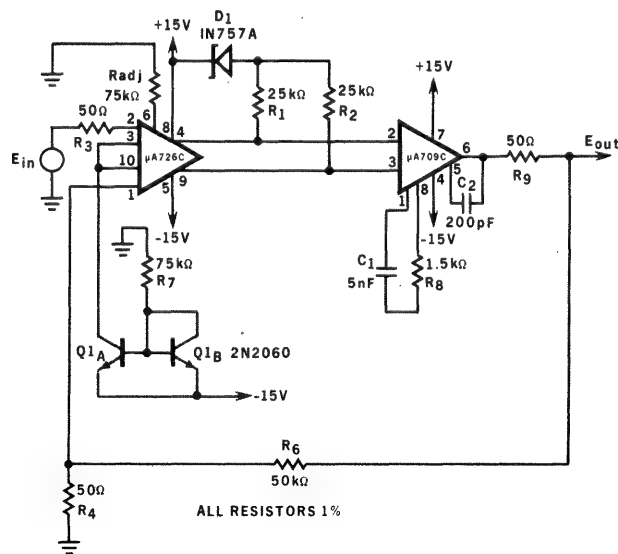 D1
IN757A
+15V
Radj
75kΩ
6
8
4
25kΩ
R1
25kΩ
R2
+15V
50Ω
R3
2
3
10
1
μA726C
5
9
-15V
Ein
2
3
μA709C
7
6
5
4
8
1
-15V
C2
200pF
50Ω
R9
Eout
75kΩ
R7
C1
5nF
1.5kΩ
R8
Q1A
Q1B 2N2060
-15V
R6
50kΩ
50Ω
R4
ALL RESISTORS 1%